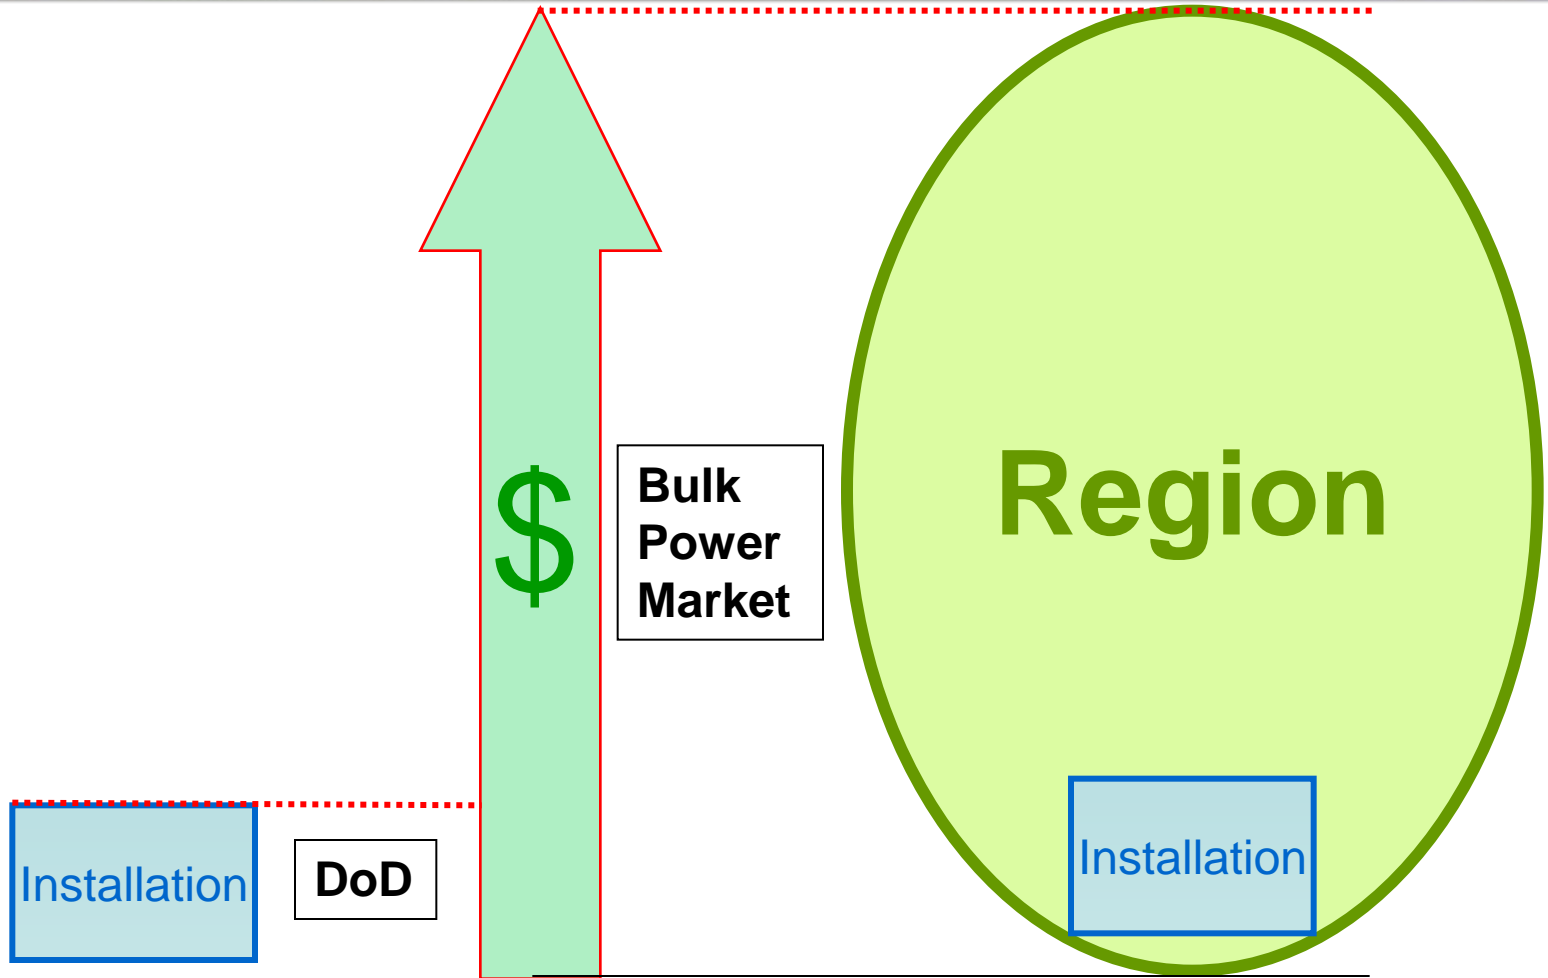 $
Bulk
Power
Market
Region
Installation
DoD
Installation